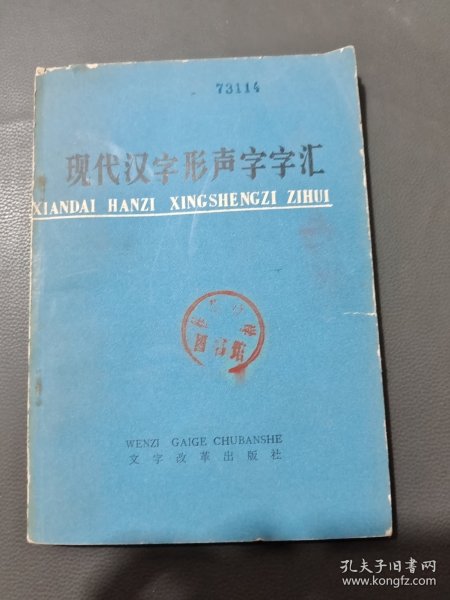 73114
现代汉字形声字字汇
XIANDAI HANZI XINGSHENGZI ZIHUI
WENZI GAIGE CHUBANSHE
文字改革出版社
孔夫子旧书网
www.kongfz.com